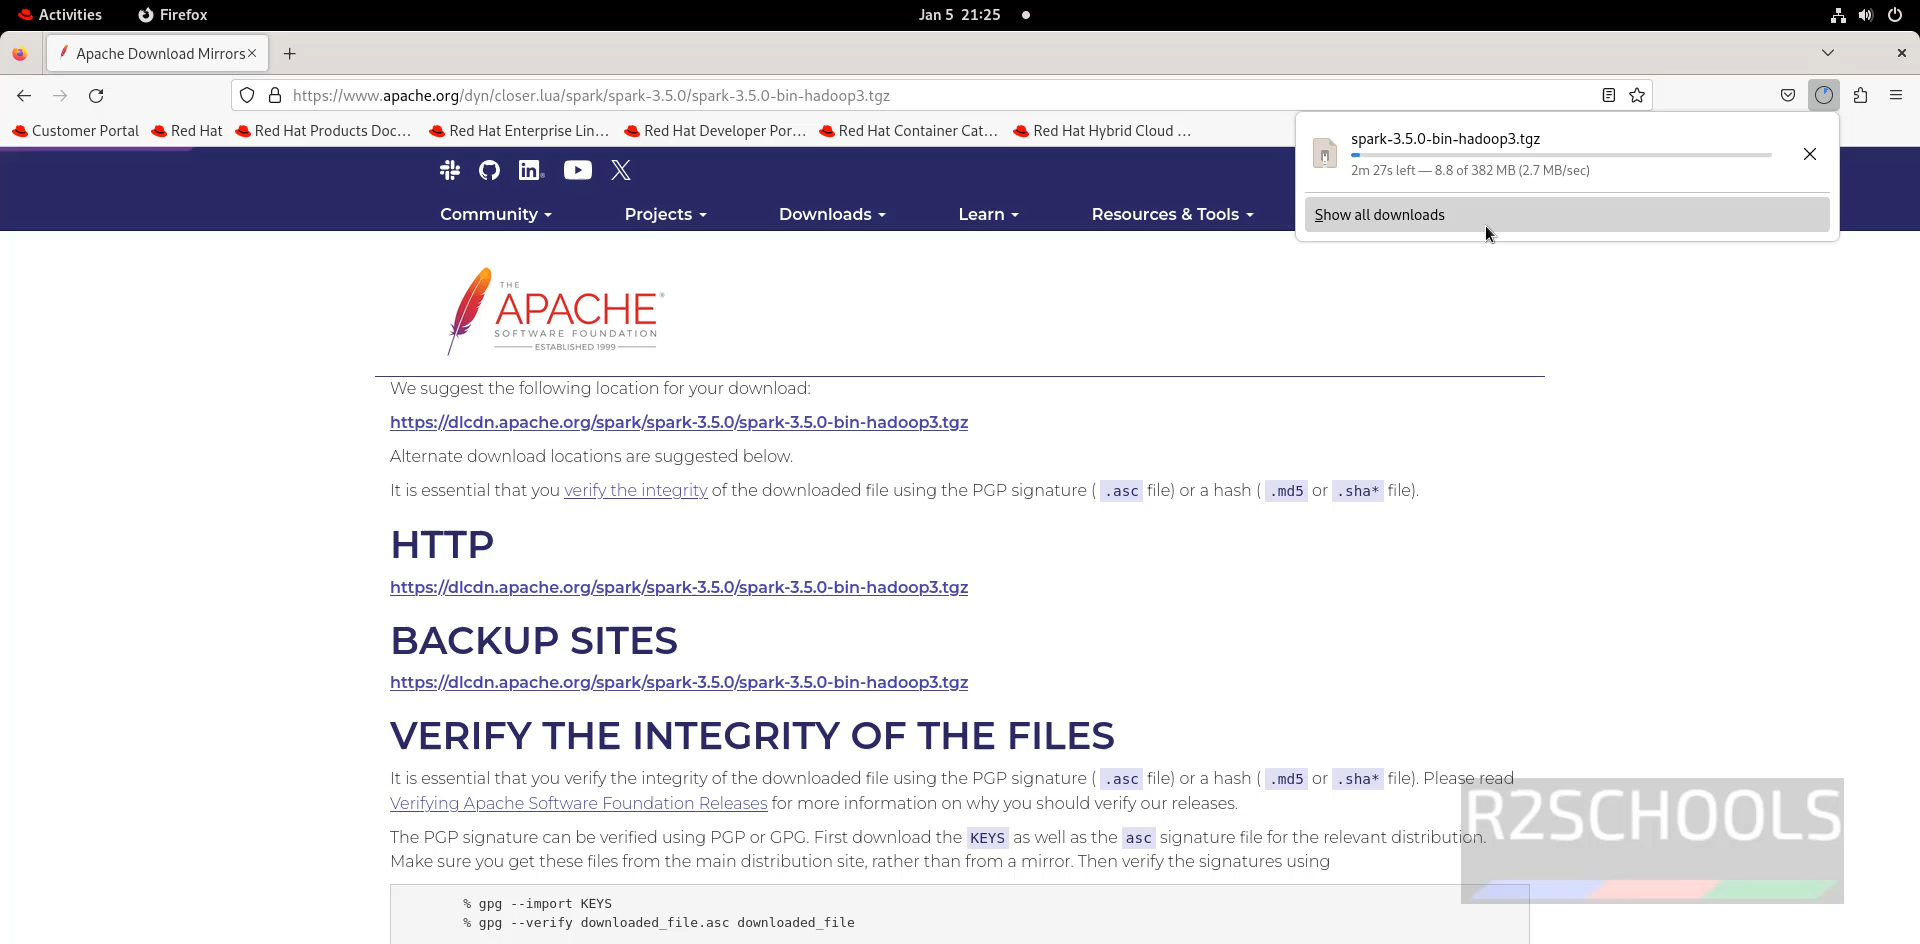 Activities Firefox Jan 5 21:25
Apache Download Mirrors
https://www.apache.org/dyn/closer.lua/spark/spark-3.5.0/spark-3.5.0-bin-hadoop3.tgz
Customer Portal Red Hat Red Hat Products Doc... Red Hat Enterprise Lin... Red Hat Developer Por... Red Hat Container Cat... Red Hat Hybrid Cloud ...
spark-3.5.0-bin-hadoop3.tgz
2m 27s left — 8.8 of 382 MB (2.7 MB/sec)
Show all downloads
Community Projects Downloads Learn Resources & Tools
THE
APACHE®
SOFTWARE FOUNDATION
ESTABLISHED 1999
We suggest the following location for your download:
https://dlcdn.apache.org/spark/spark-3.5.0/spark-3.5.0-bin-hadoop3.tgz
Alternate download locations are suggested below.
It is essential that you verify the integrity of the downloaded file using the PGP signature ( .asc file) or a hash ( .md5 or .sha* file).
HTTP
https://dlcdn.apache.org/spark/spark-3.5.0/spark-3.5.0-bin-hadoop3.tgz
BACKUP SITES
https://dlcdn.apache.org/spark/spark-3.5.0/spark-3.5.0-bin-hadoop3.tgz
VERIFY THE INTEGRITY OF THE FILES
It is essential that you verify the integrity of the downloaded file using the PGP signature ( .asc file) or a hash ( .md5 or .sha* file). Please read
Verifying Apache Software Foundation Releases for more information on why you should verify our releases.
The PGP signature can be verified using PGP or GPG. First download the KEYS as well as the asc signature file for the relevant distribution.
Make sure you get these files from the main distribution site, rather than from a mirror. Then verify the signatures using
% gpg --import KEYS
% gpg --verify downloaded_file.asc downloaded_file
R2SCHOOLS